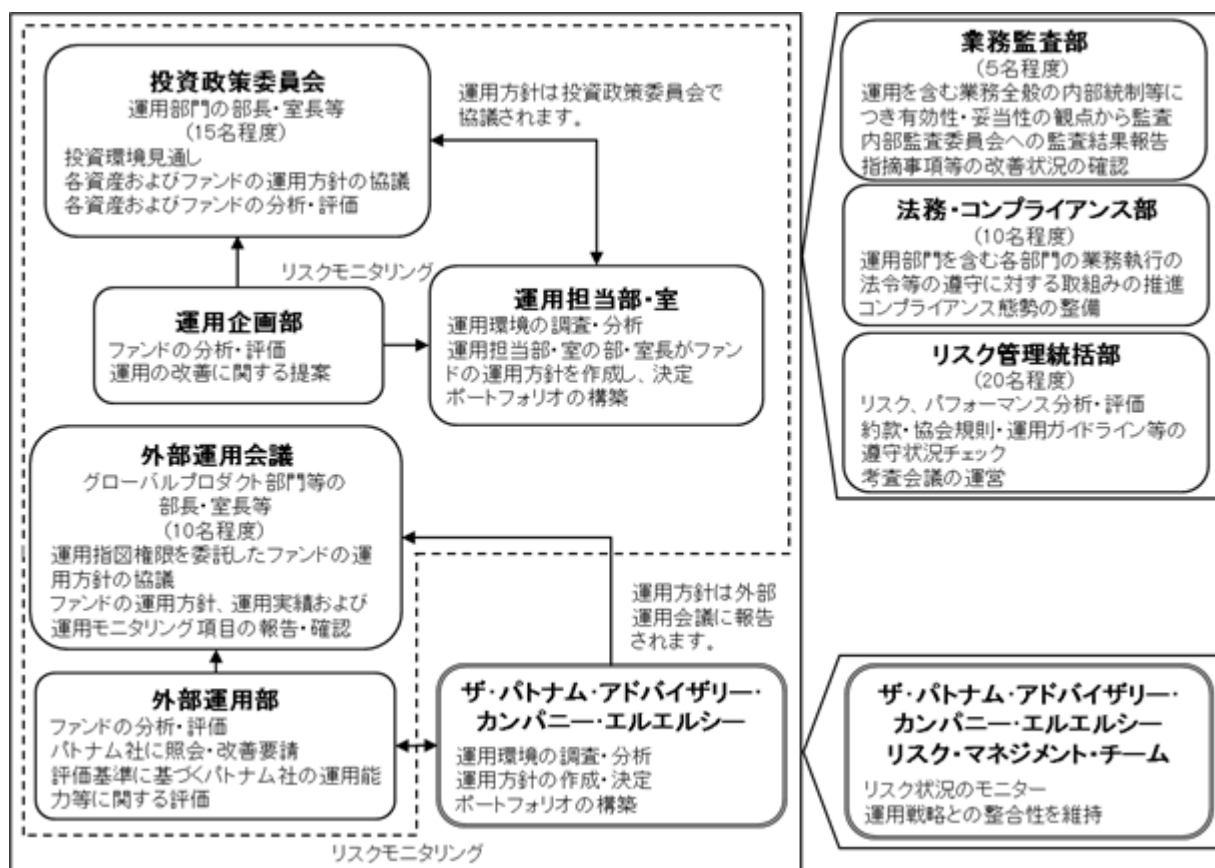 投資政策委員会
運用部門の部長・室長等
(15名程度)
投資環境見通し
各資産およびファンドの運用方針の協議
各資産およびファンドの分析・評価
運用方針は投資政策委員会で
協議されます。
リスクモニタリング
運用企画部
ファンドの分析・評価
運用の改善に関する提案
運用担当部・室
運用環境の調査・分析
運用担当部・室の部・室長がファン
ドの運用方針を作成し、決定
ポートフォリオの構築
外部運用会議
グローバルプロダクト部門等の
部長・室長等
(10名程度)
運用指図権限を委託したファンドの運
用方針の協議
ファンドの運用方針、運用実績および
運用モニタリング項目の報告・確認
運用方針は外部
運用会議に報告
されます。
外部運用部
ファンドの分析・評価
パトナム社に照会・改善要請
評価基準に基づくパトナム社の運用能
力等に関する評価
ザ・パトナム・アドバイザリー・
カンパニー・エルエルシー
運用環境の調査・分析
運用方針の作成・決定
ポートフォリオの構築
リスクモニタリング
業務監査部
(5名程度)
運用を含む業務全般の内部統制等に
つき有効性・妥当性の観点から監査
内部監査委員会への監査結果報告
指摘事項等の改善状況の確認
法務・コンプライアンス部
(10名程度)
運用部門を含む各部門の業務執行の
法令等の遵守に対する取組みの推進
コンプライアンス態勢の整備
リスク管理統括部
(20名程度)
リスク、パフォーマンス分析・評価
約款・協会規則・運用ガイドライン等の
遵守状況チェック
考査会議の運営
ザ・パトナム・アドバイザリー・
カンパニー・エルエルシー
リスク・マネジメント・チーム
リスク状況のモニター
運用戦略との整合性を維持